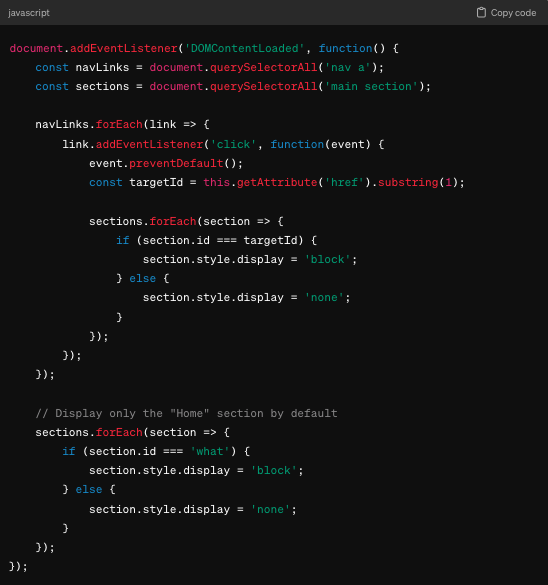 javascript
Copy code
document.addEventListener('DOMContentLoaded', function() {
    const navLinks = document.querySelectorAll('nav a');
    const sections = document.querySelectorAll('main section');

    navLinks.forEach(link => {
        link.addEventListener('click', function(event) {
            event.preventDefault();
            const targetId = this.getAttribute('href').substring(1);

            sections.forEach(section => {
                if (section.id === targetId) {
                    section.style.display = 'block';
                } else {
                    section.style.display = 'none';
                }
            });
        });
    });

    // Display only the "Home" section by default
    sections.forEach(section => {
        if (section.id === 'what') {
            section.style.display = 'block';
        } else {
            section.style.display = 'none';
        }
    });
});